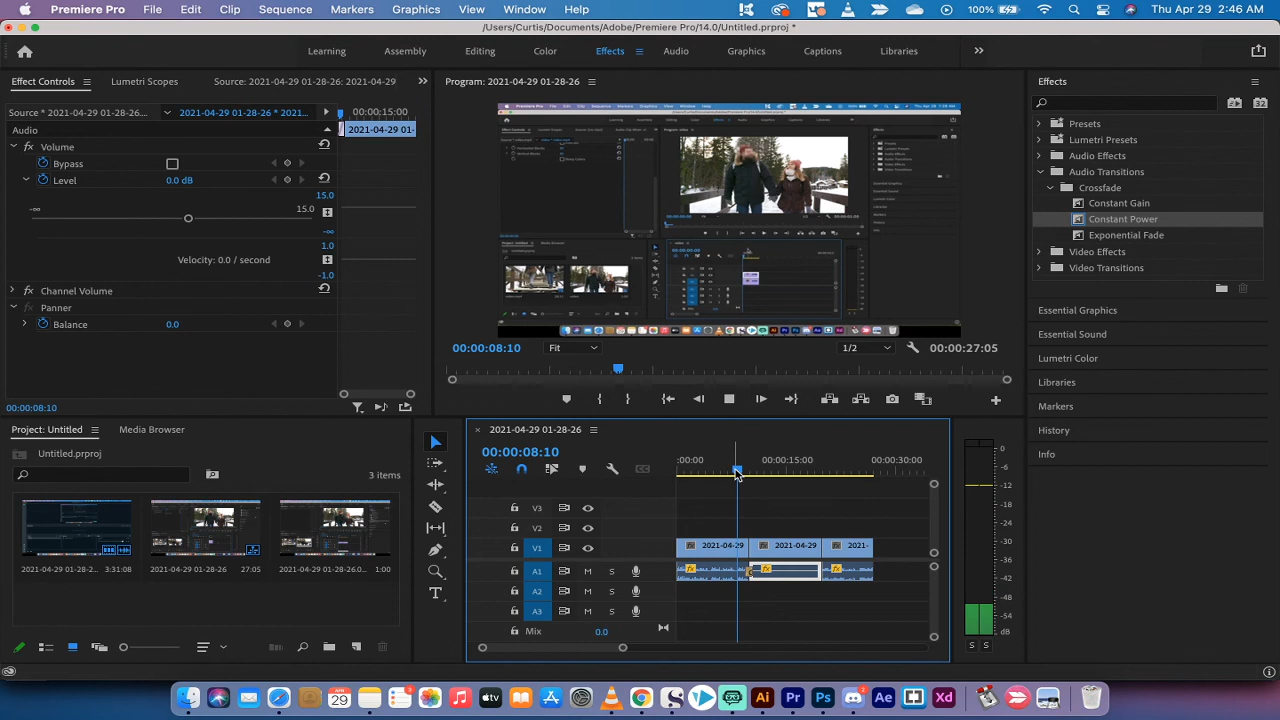 Premiere Pro File Edit Clip Sequence Markers Graphics View Window Help 100% Thu Apr 29 2:46 AM
/Users/Curtis/Documents/Adobe/Premiere Pro/14.0/Untitled.prproj *
Learning Assembly Editing Color Effects Audio Graphics Captions Libraries
Effect Controls Lumetri Scopes Source: 2021-04-29 01-28-26: 2021-04-29
Program: 2021-04-29 01-28-26
Effects
Source * 2021-04-29 01-28-26... 2021-04-29 01-28-26 * 2021... 00:00:15:00
Audio 2021-04-29 01-
Volume
Bypass
Level 0.0 dB
15.0
-∞ 15.0
1.0
Velocity: 0.0 / second
-1.0
Channel Volume
Panner
Balance 0.0
00:00:08:10
Presets
Lumetri Presets
Audio Effects
Audio Transitions
Crossfade
Constant Gain
Constant Power
Exponential Fade
Video Effects
Video Transitions
Essential Graphics
Essential Sound
Lumetri Color
Libraries
Markers
History
Info
00:00:08:10 Fit 1/2 00:00:27:05
Project: Untitled Media Browser
Untitled.prproj
3 items
2021-04-29 01-28-26... 3:31:08
2021-04-29 01-28-26... 27:05
2021-04-29 01-28-26... 1:00
2021-04-29 01-28-26
00:00:08:10
:00:00 00:00:15:00 00:00:30:00
V3
V2
V1 2021-04-29 2021-04-29 2021-
A1 M S
A2 M S
A3 M S
Mix 0.0
0
-6
-12
-18
-24
-30
-36
-42
-48
-54
dB
S S